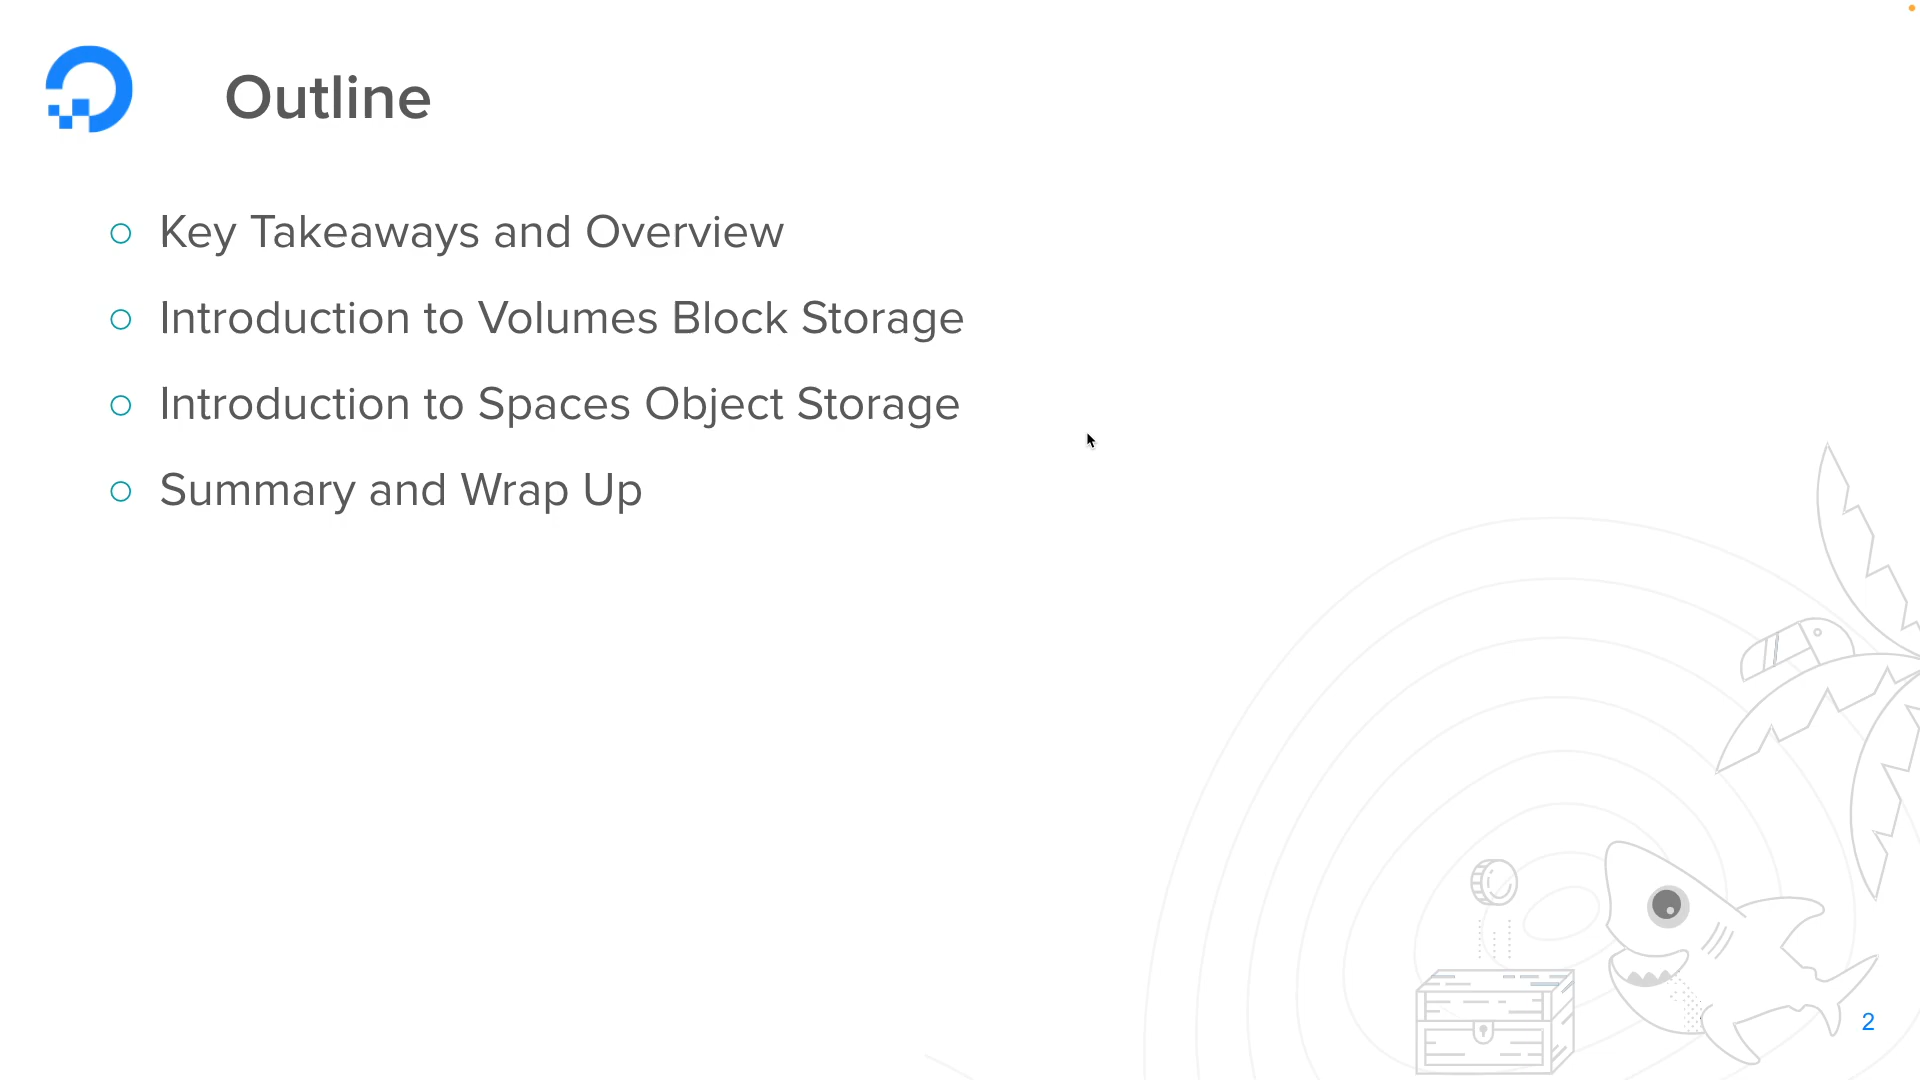 Outline
Key Takeaways and Overview
Introduction to Volumes Block Storage
Introduction to Spaces Object Storage
Summary and Wrap Up
2